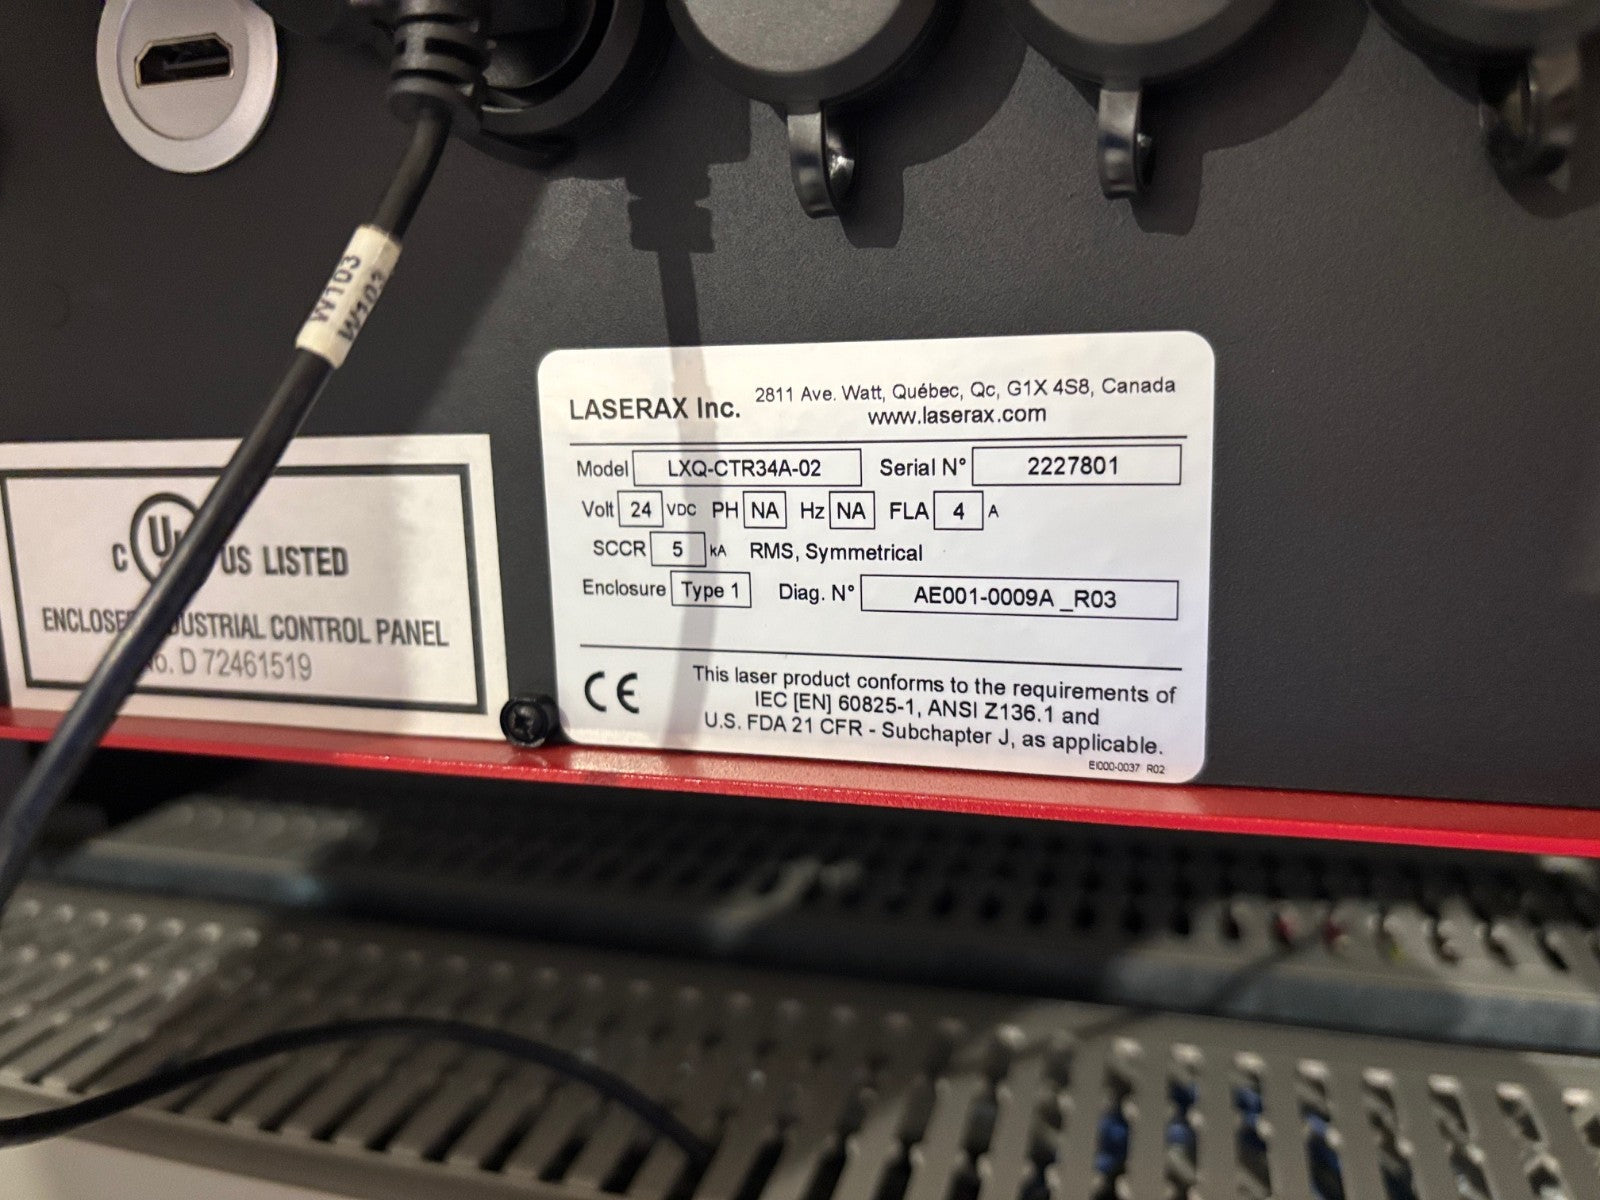 W103
W103
LASERAX Inc. 2811 Ave. Watt, Québec, Qc, G1X 4S8, Canada
www.laserax.com
Model LXQ-CTR34A-02 Serial N° 2227801
Volt 24 VDC PH NA Hz NA FLA 4 A
SCCR 5 kA RMS, Symmetrical
Enclosure Type 1 Diag. N° AE001-0009A_R03
CE This laser product conforms to the requirements of
IEC [EN] 60825-1, ANSI Z136.1 and
U.S. FDA 21 CFR - Subchapter J, as applicable.
EI000-0037 R02
C UL US LISTED
INDUSTRIAL CONTROL PANEL
No. D 72461519